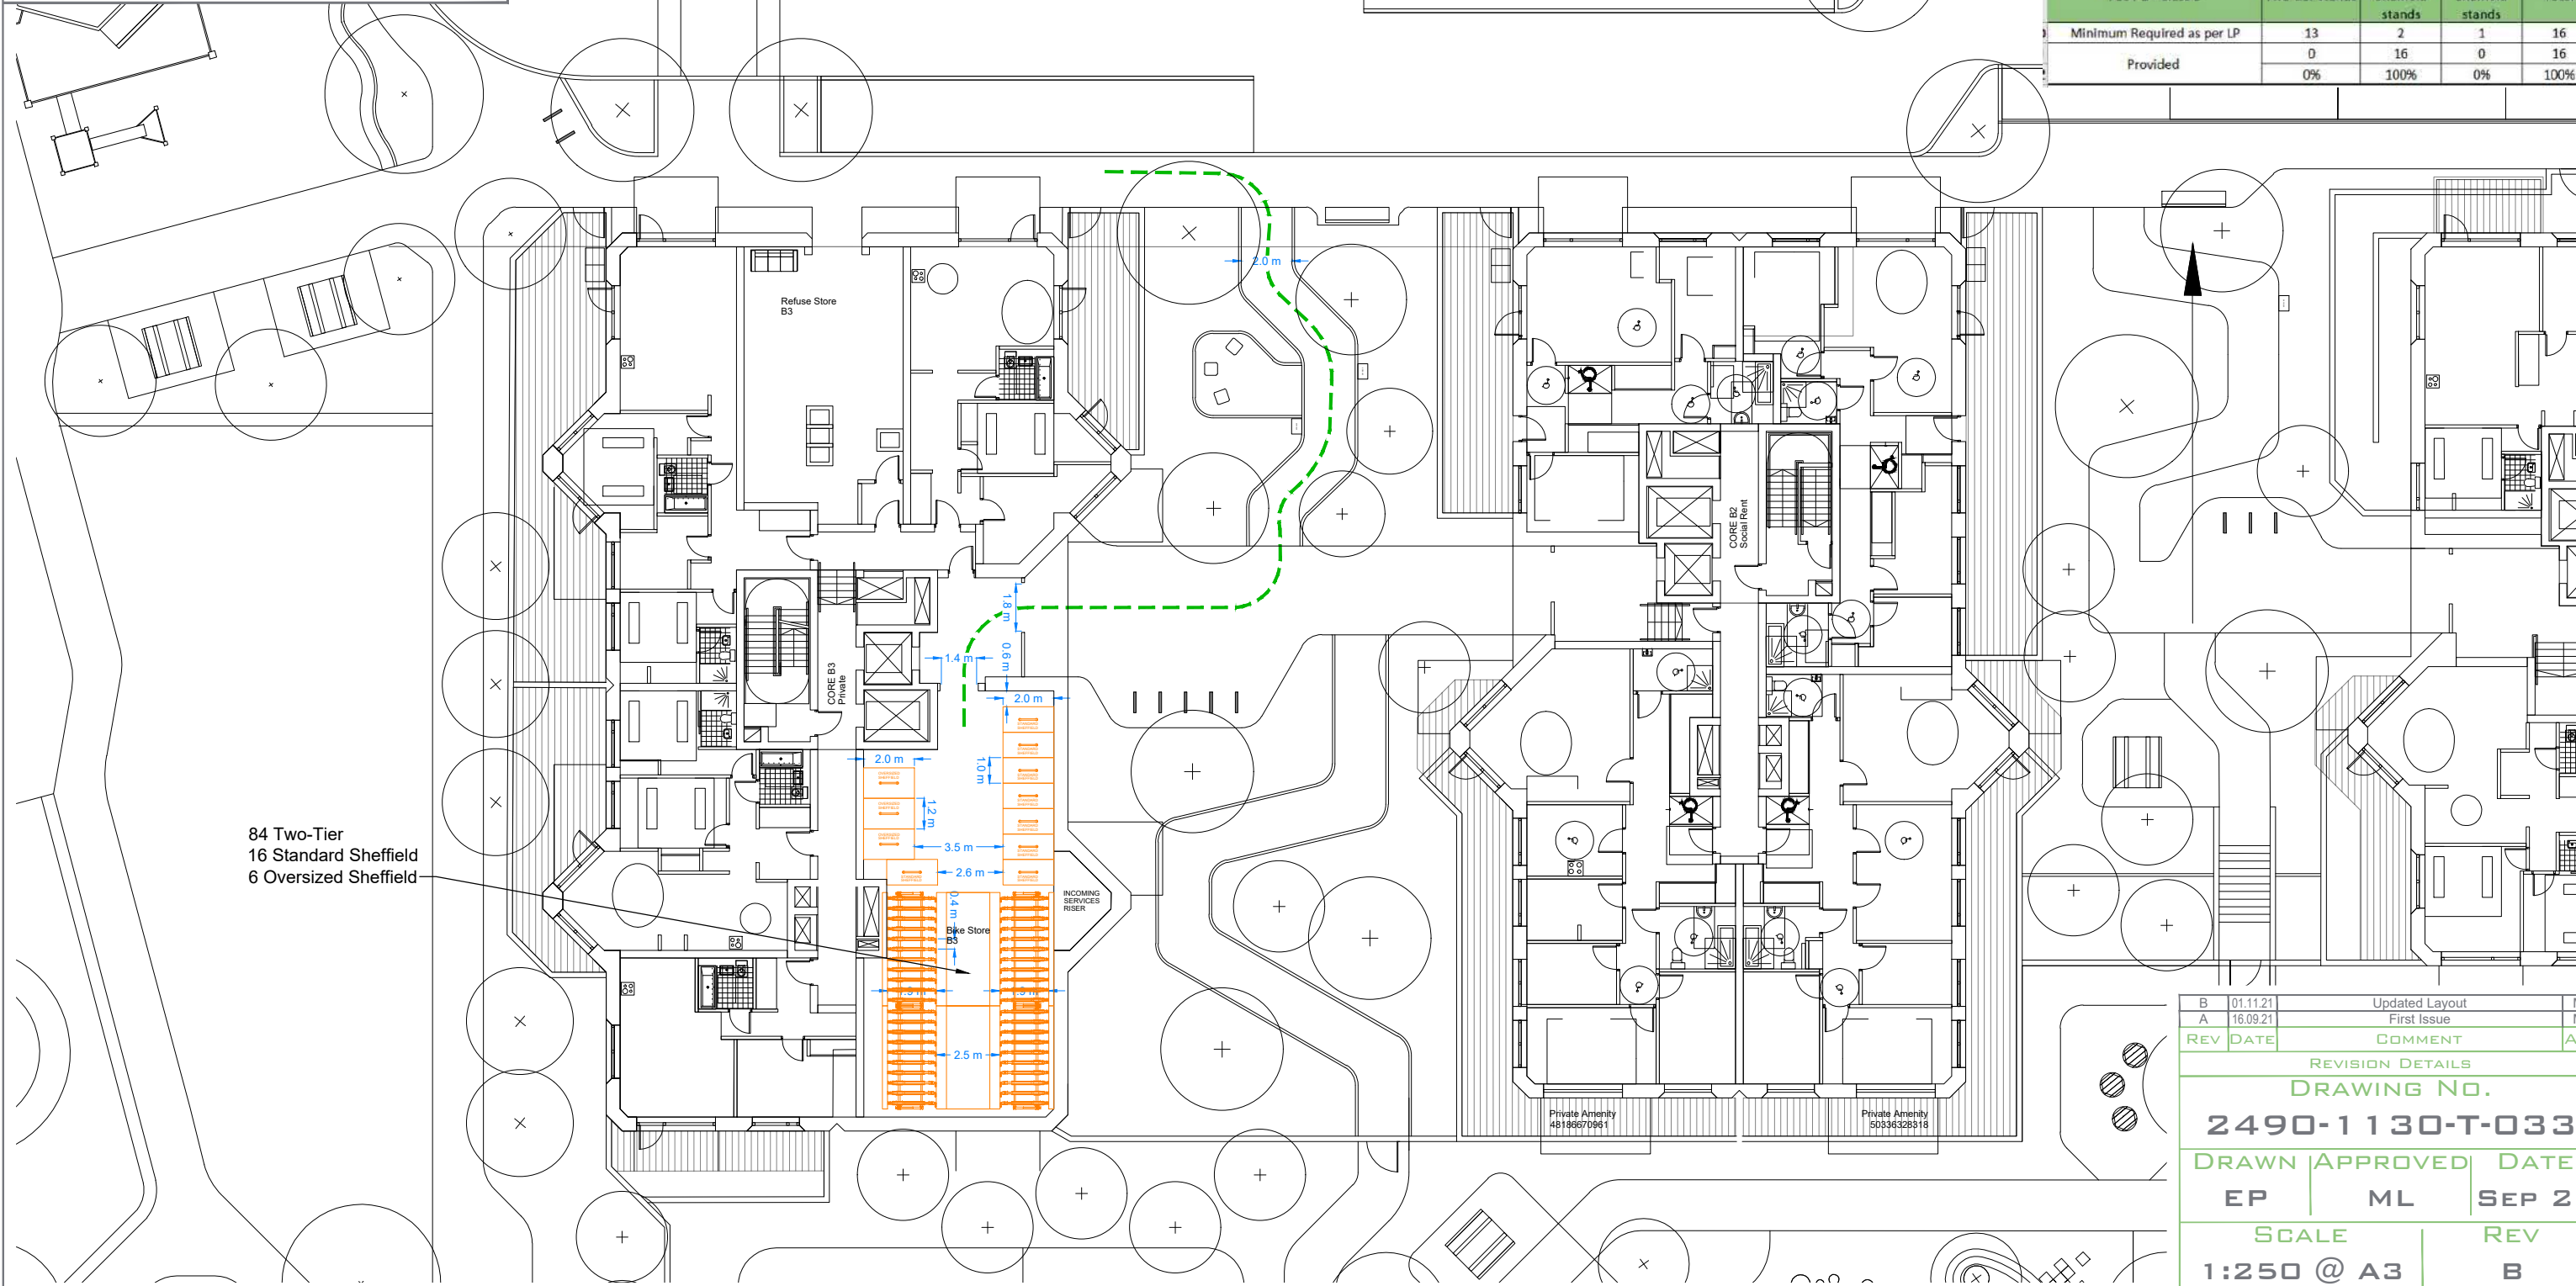 stands stands
Minimum Required as per LP 13 2 1 16
Provided 0 16 0 16
0% 100% 0% 100%
2.0 m
Refuse Store
B3
CORE B2
Social Rent
1.8 m
0.6 m
1.4 m
CORE B3
Private
2.0 m
2.0 m
1.0 m
1.2 m
3.5 m
2.6 m
84 Two-Tier
16 Standard Sheffield
6 Oversized Sheffield
0.4 m
INCOMING
SERVICES
RISER
Bike Store
B3
2.5 m
Private Amenity
48186670961
Private Amenity
50336328318
B 01.11.21 Updated Layout
A 16.09.21 First Issue
REV DATE COMMENT
REVISION DETAILS
DRAWING NO.
2490-1130-T-033
DRAWN APPROVED DATE
EP ML SEP 2
SCALE REV
1:250 @ A3 B